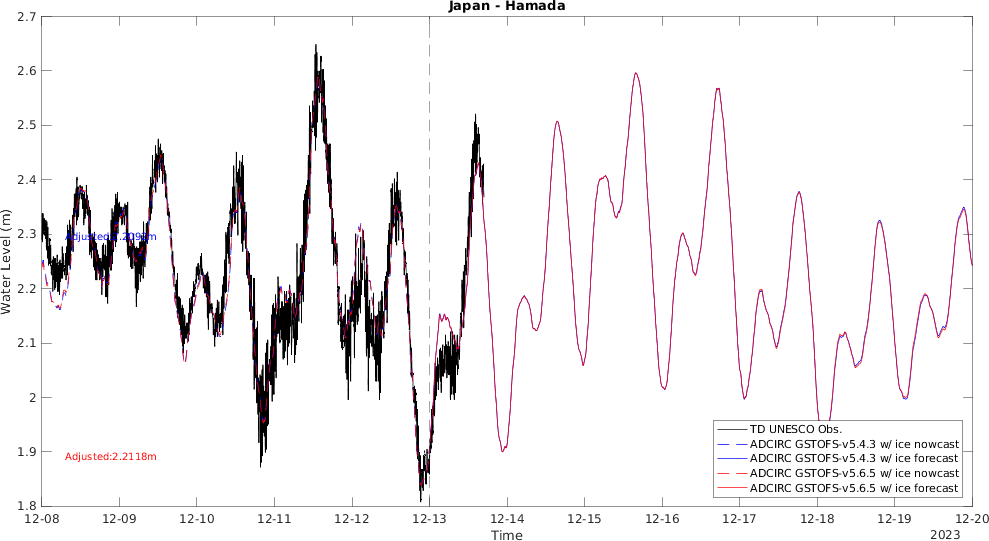 Japan - Hamada
2.7
2.6
2.5
2.4
2.3
2.2
2.1
2
1.9
1.8
Water Level (m)
Adjusted:2.2093m
Adjusted:2.2118m
TD UNESCO Obs.
ADCIRC GSTOFS-v5.4.3 w/ ice nowcast
ADCIRC GSTOFS-v5.4.3 w/ ice forecast
ADCIRC GSTOFS-v5.6.5 w/ ice nowcast
ADCIRC GSTOFS-v5.6.5 w/ ice forecast
12-08 12-09 12-10 12-11 12-12 12-13 12-14 12-15 12-16 12-17 12-18 12-19 12-20
Time
2023